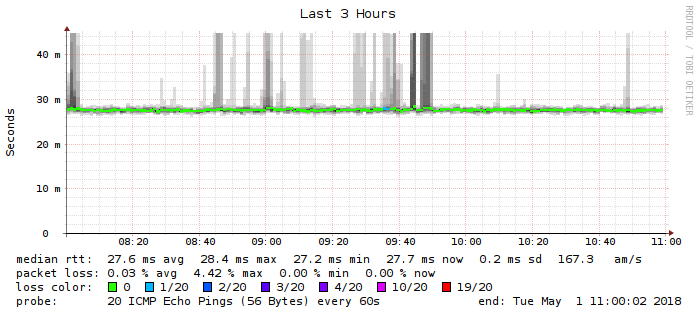 Last 3 Hours
RRDTOOL / TOBI OETIKER
Seconds
40 m
30 m
20 m
10 m
0
08:20 08:40 09:00 09:20 09:40 10:00 10:20 10:40 11:00
median rtt: 27.6 ms avg 28.4 ms max 27.2 ms min 27.7 ms now 0.2 ms sd 167.3 am/s
packet loss: 0.03 % avg 4.42 % max 0.00 % min 0.00 % now
loss color: 0 1/20 2/20 3/20 4/20 10/20 19/20
probe: 20 ICMP Echo Pings (56 Bytes) every 60s end: Tue May 1 11:00:02 2018